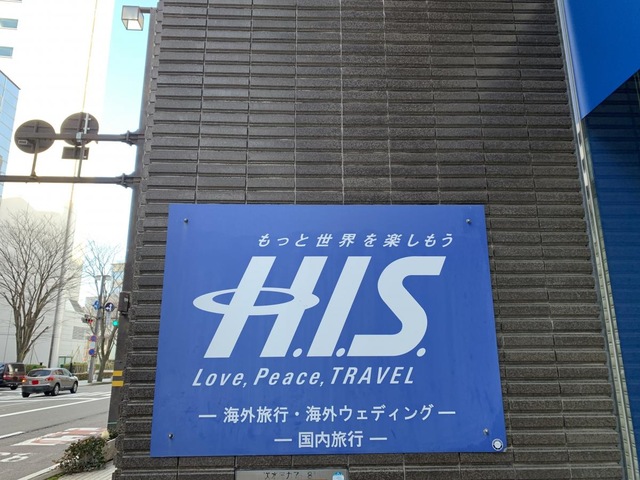 もっと世界を楽しもう
H.I.S.
Love, Peace, TRAVEL
― 海外旅行・海外ウェディング ―
― 国内旅行 ―